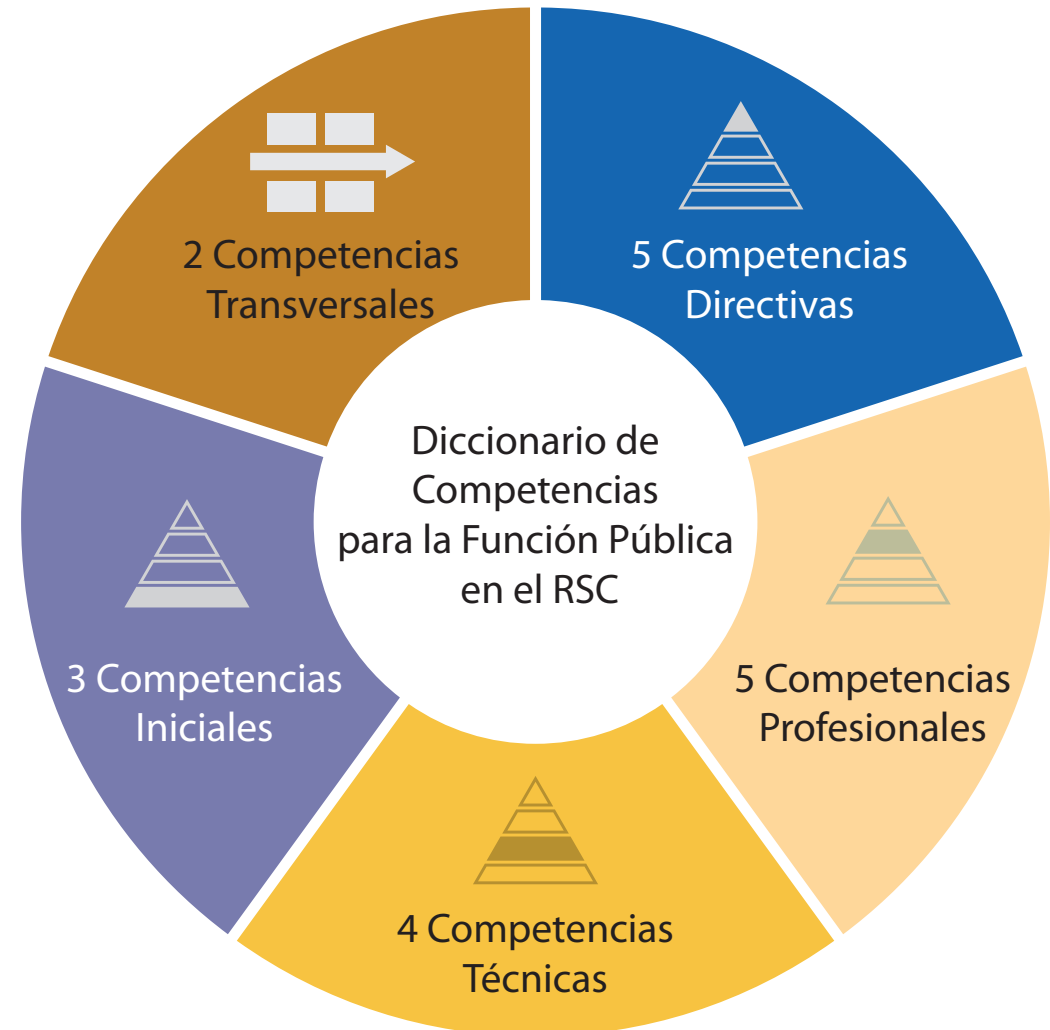 2 Competencias
Transversales
5 Competencias
Directivas
Diccionario de
Competencias
para la Función Pública
en el RSC
3 Competencias
Iniciales
5 Competencias
Profesionales
4 Competencias
Técnicas